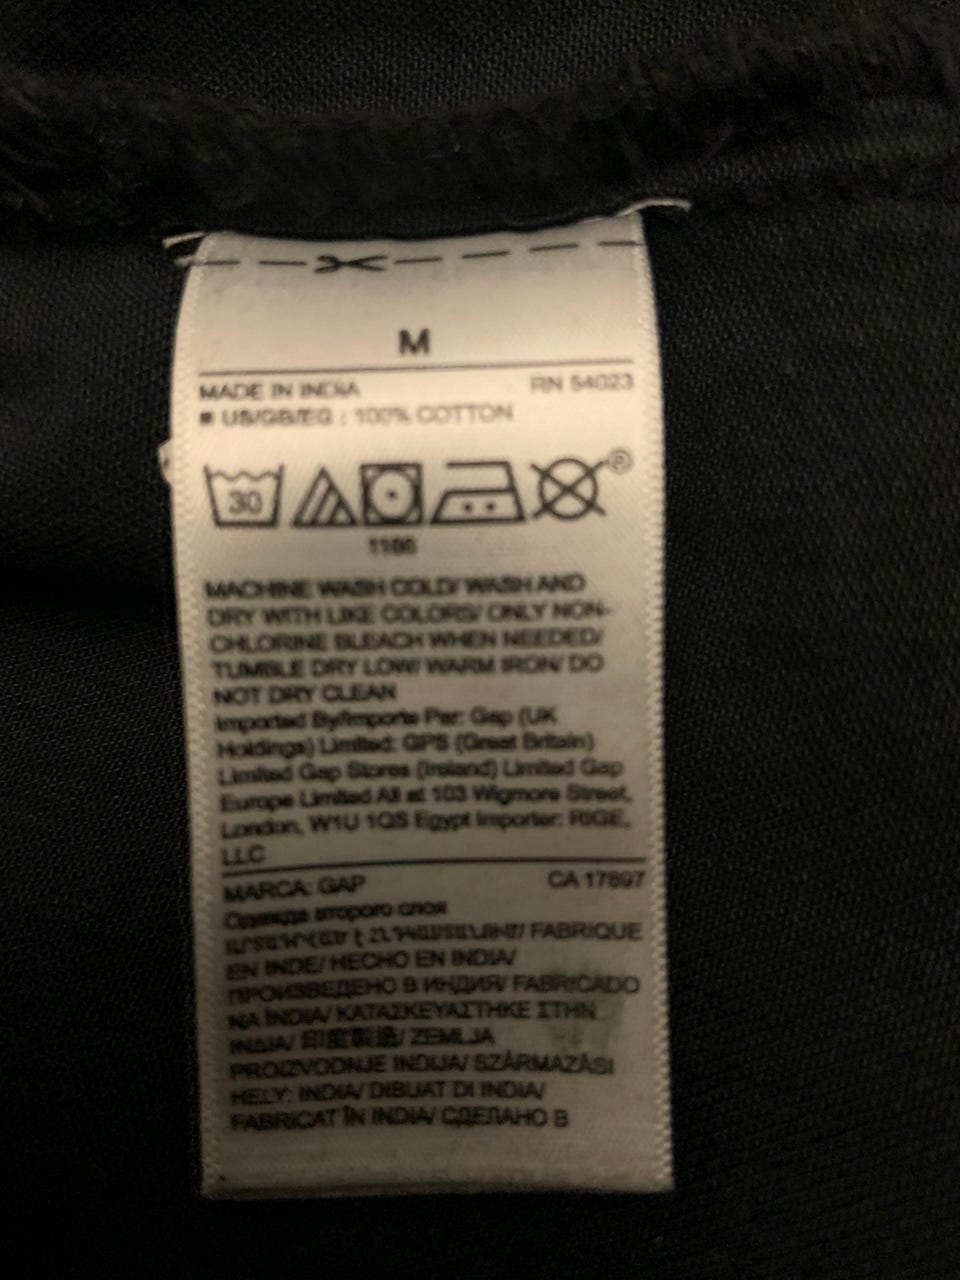 M
MADE IN INDIA RN 54023
■ US/GB/EG : 100% COTTON
30 ®
1166
MACHINE WASH COLD/ WASH AND
DRY WITH LIKE COLORS/ ONLY NON-
CHLORINE BLEACH WHEN NEEDED/
TUMBLE DRY LOW/ WARM IRON/ DO
NOT DRY CLEAN
Imported By/Importe Par: Gap (UK
Holdings) Limited: GPS (Great Britain)
Limited Gap Stores (Ireland) Limited Gap
Europe Limited All at 103 Wigmore Street,
London, W1U 1QS Egypt Importer: RIGE,
LLC
MARCA: GAP CA 17897
Одежда второго слоя
FABRIQUE
EN INDE/ HECHO EN INDIA/
ПРОИЗВЕДЕНО В ИНДИЯ/ FABRICADO
NA ÍNDIA/ ΚΑΤΑΣΚΕΥΑΣΤΗΚΕ ΣΤΗΝ
ΙΝΔΙΑ/ 印度製造/ ZEMLJA
PROIZVODNJE INDIJA/ SZÁRMAZÁSI
HELY: INDIA/ DIBUAT DI INDIA/
FABRICAT ÎN INDIA/ СДЕЛАНО В